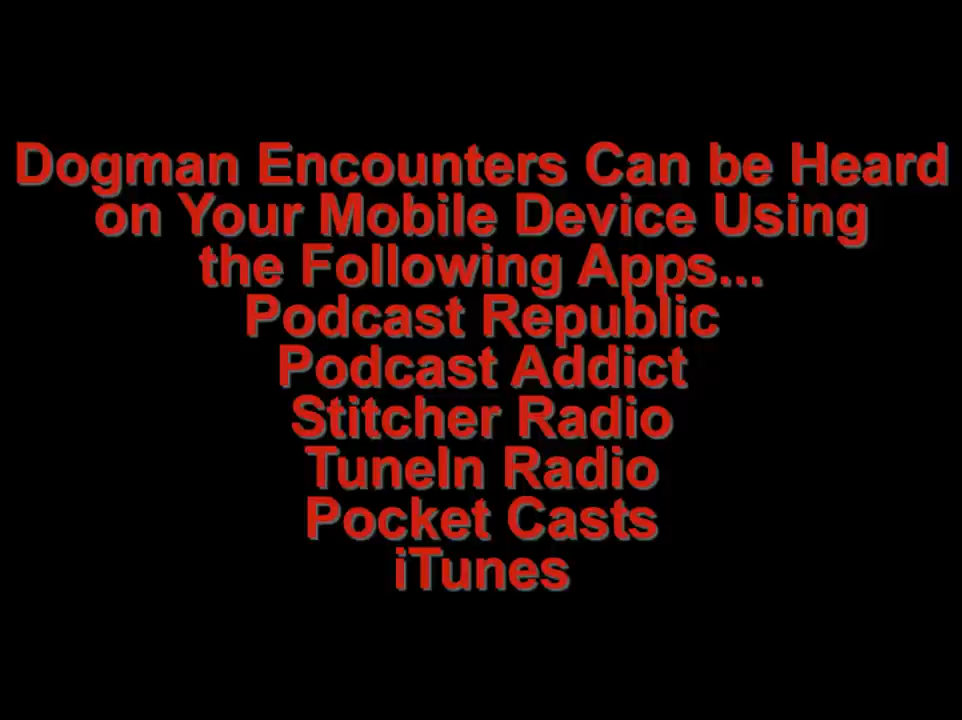 Dogman Encounters Can be Heard
on Your Mobile Device Using
the Following Apps...
Podcast Republic
Podcast Addict
Stitcher Radio
TuneIn Radio
Pocket Casts
iTunes